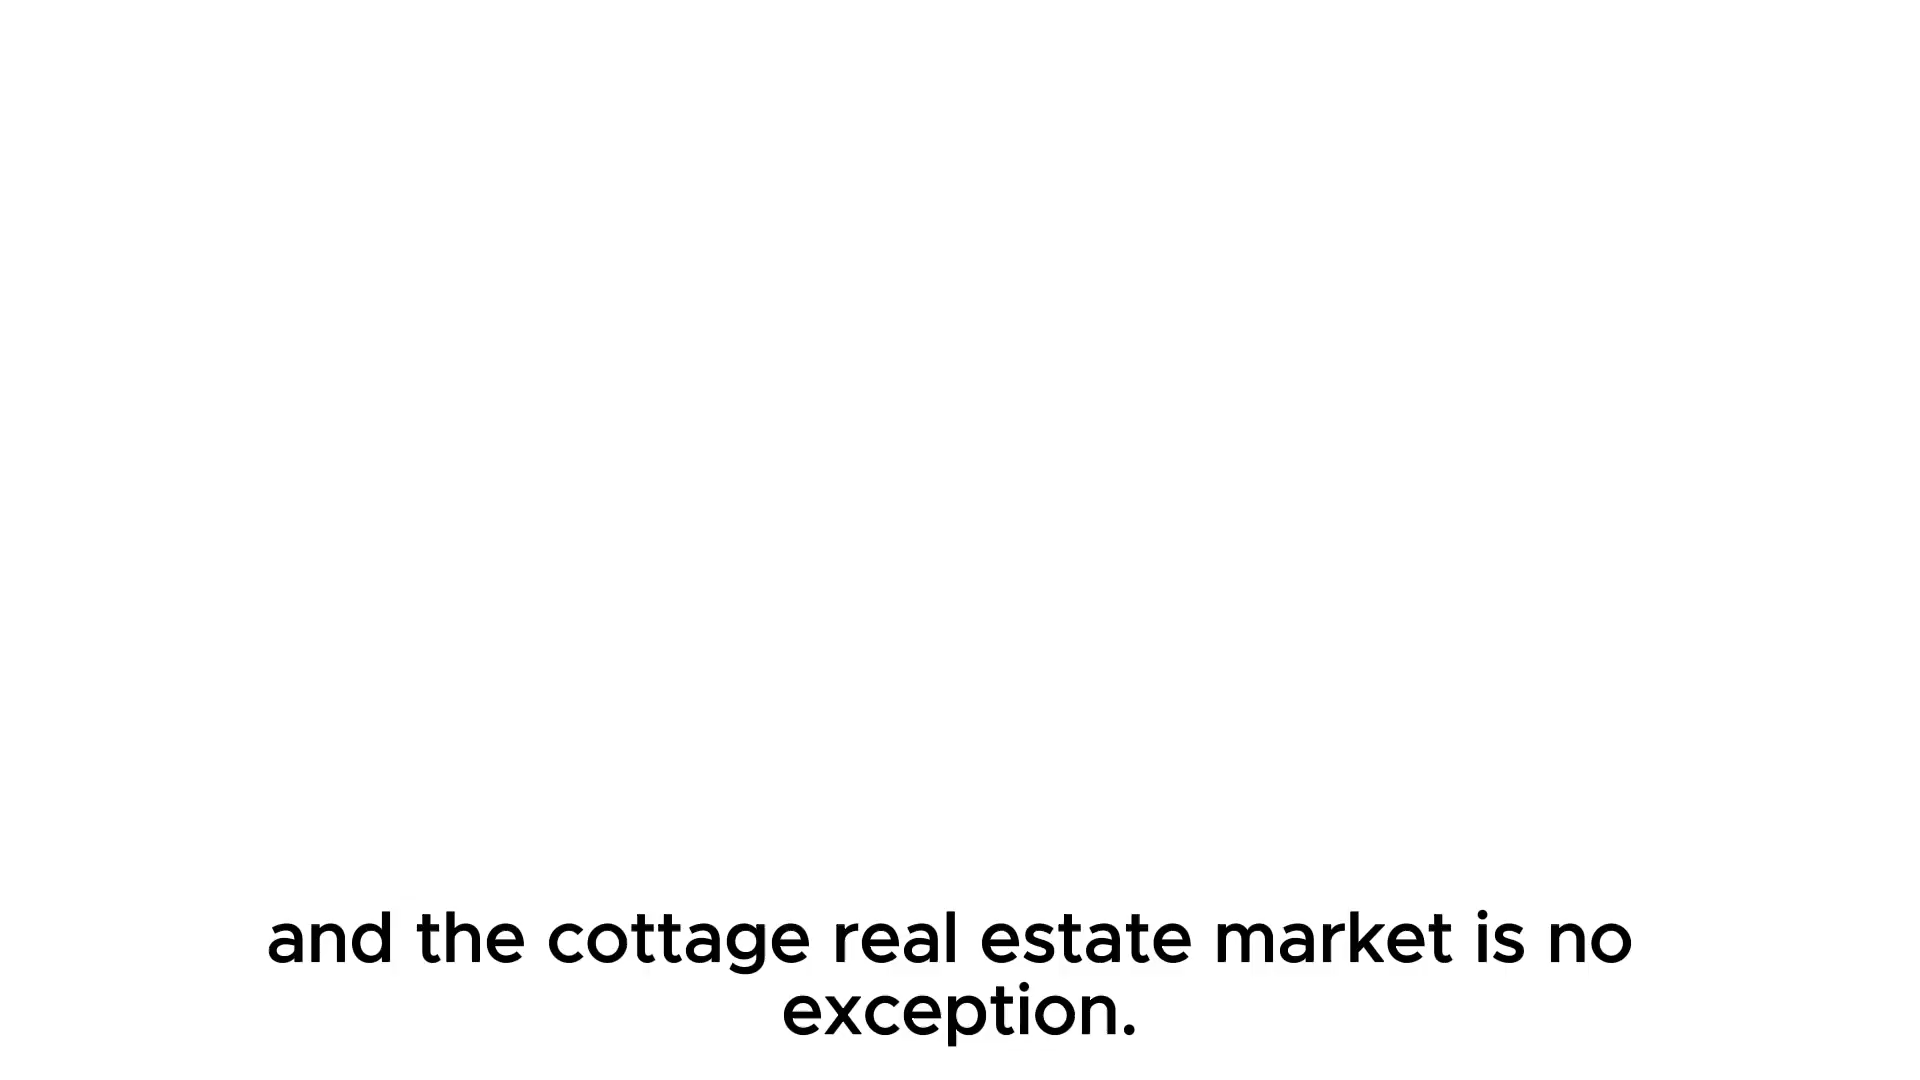 and the cottage real estate market is no
exception.